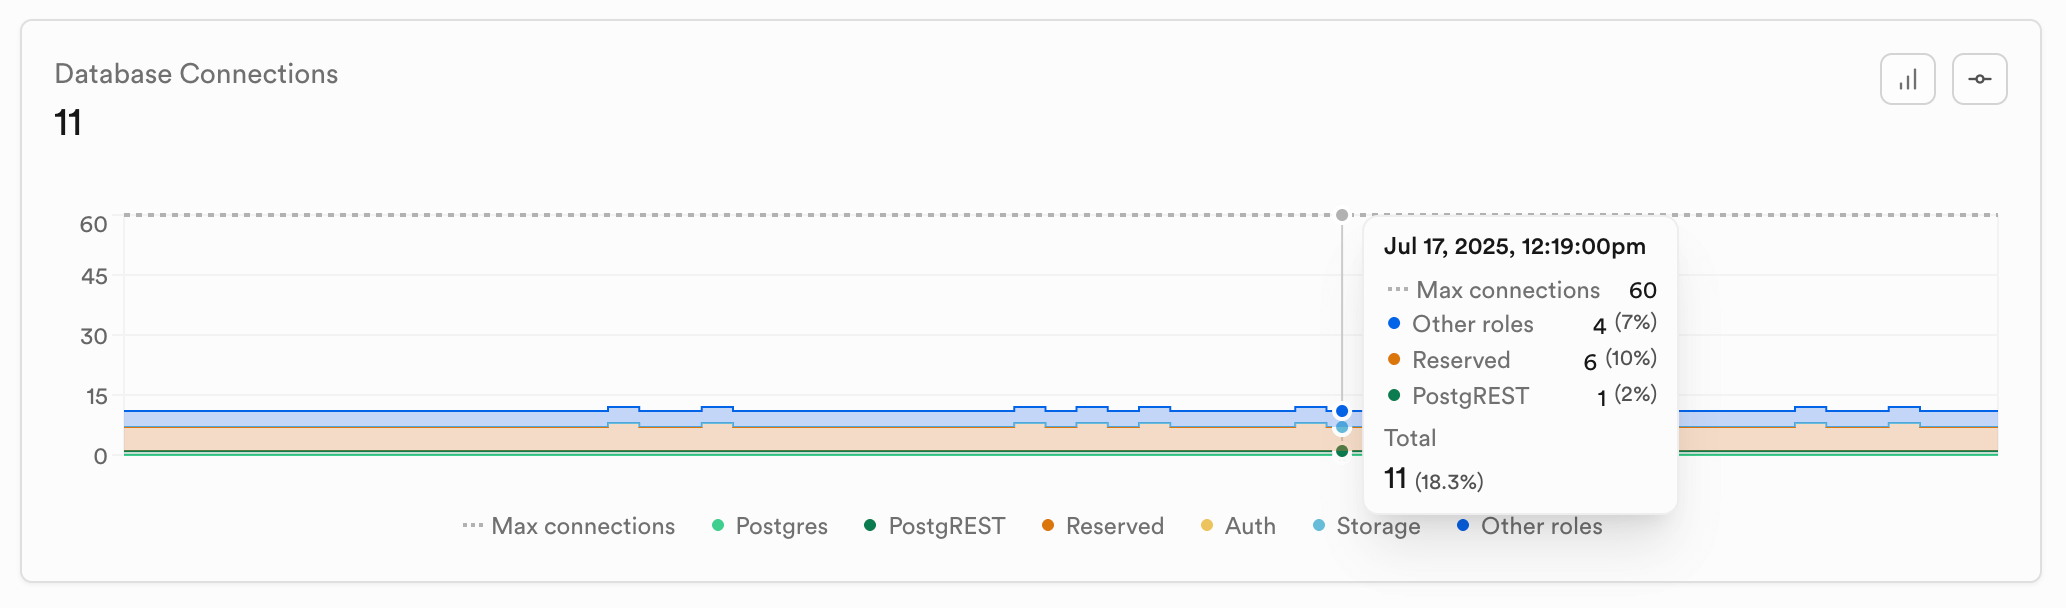 Database Connections
11
60
45
30
15
0
Jul 17, 2025, 12:19:00pm
Max connections 60
Other roles 4 (7%)
Reserved 6 (10%)
PostgREST 1 (2%)
Total
11 (18.3%)
Max connections Postgres PostgREST Reserved Auth Storage Other roles